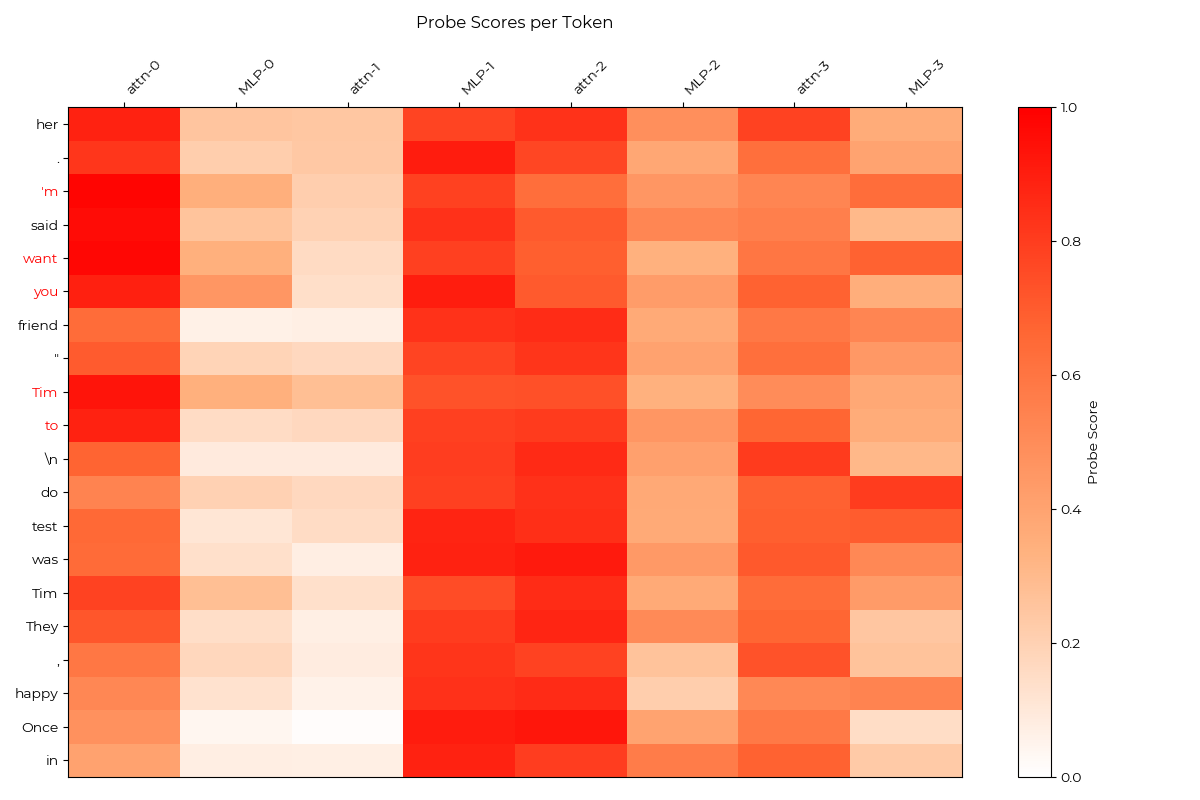 Probe Scores per Token
attn-0 MLP-0 attn-1 MLP-1 attn-2 MLP-2 attn-3 MLP-3
her
.
'm
said
want
you
friend
"
Tim
to
\n
do
test
was
Tim
They
,
happy
Once
in
1.0
0.8
0.6
0.4
0.2
0.0
Probe Score